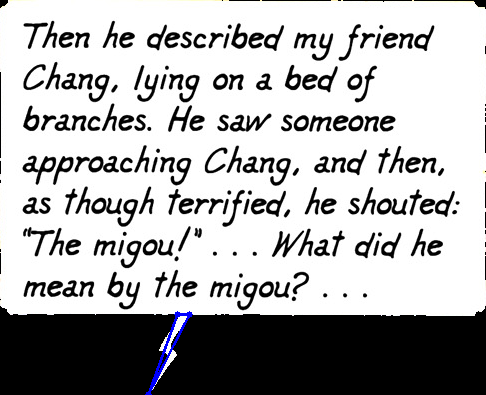 Then he described my friend
Chang, lying on a bed of
branches. He saw someone
approaching Chang, and then,
as though terrified, he shouted:
"The migou!" . . . What did he
mean by the migou? . . .